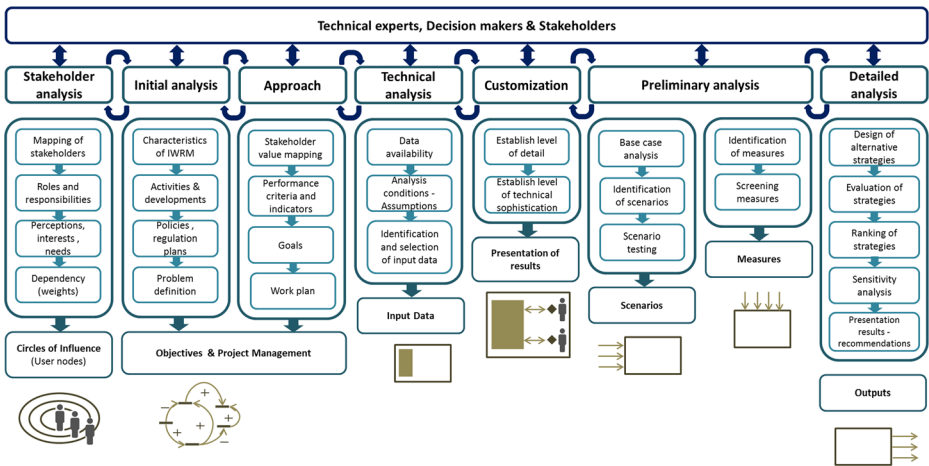 Technical experts, Decision makers & Stakeholders
Stakeholder
analysis
Initial analysis
Approach
Technical
analysis
Customization
Preliminary analysis
Detailed
analysis
Mapping of
stakeholders
Roles and
responsibilities
Perceptions,
interests ,
needs
Dependency
(weights)
Circles of Influence
(User nodes)
Characteristics
of IWRM
Activities &
developments
Policies ,
regulation
plans
Problem
definition
Stakeholder
value mapping
Performance
criteria and
indicators
Goals
Work plan
Objectives & Project Management
+
+
+
+
−
−
−
Data
availability
Analysis
conditions -
Assumptions
Identification
and selection
of input data
Input Data
Establish level
of detail
Establish level
of technical
sophistication
Presentation
of results
Base case
analysis
Identification
of scenarios
Scenario
testing
Scenarios
Identification
of measures
Screening
measures
Measures
Design of
alternative
strategies
Evaluation of
strategies
Ranking of
strategies
Sensitivity
analysis
Presentation
results -
recommendations
Outputs